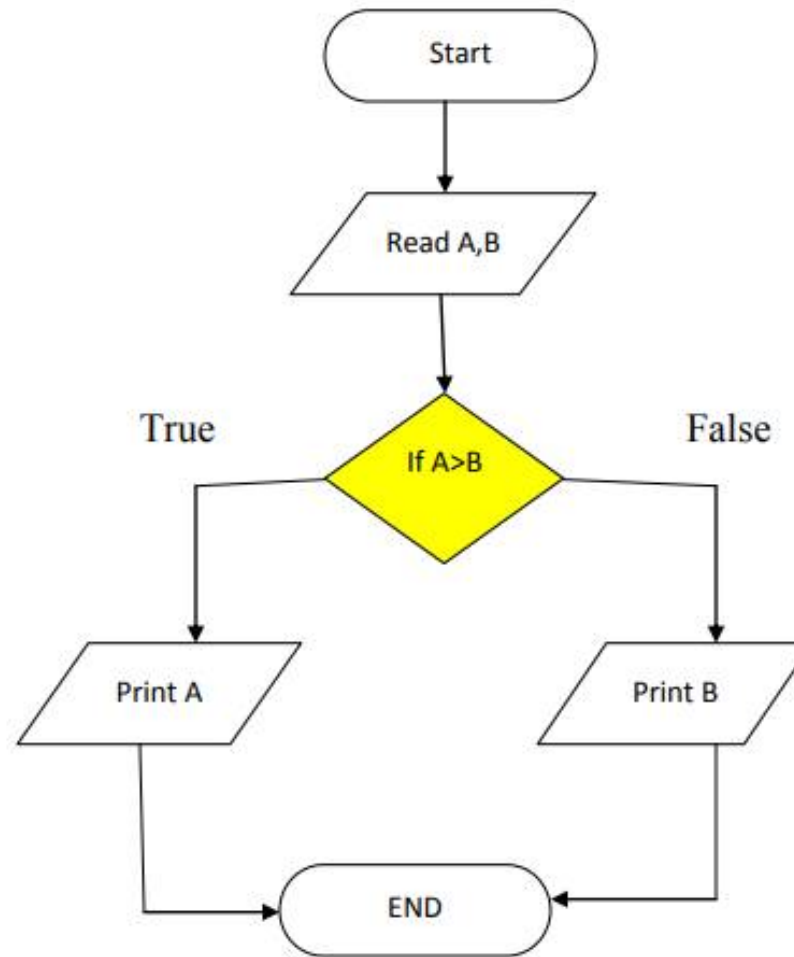 Start
Read A,B
True
False
If A>B
Print A
Print B
END